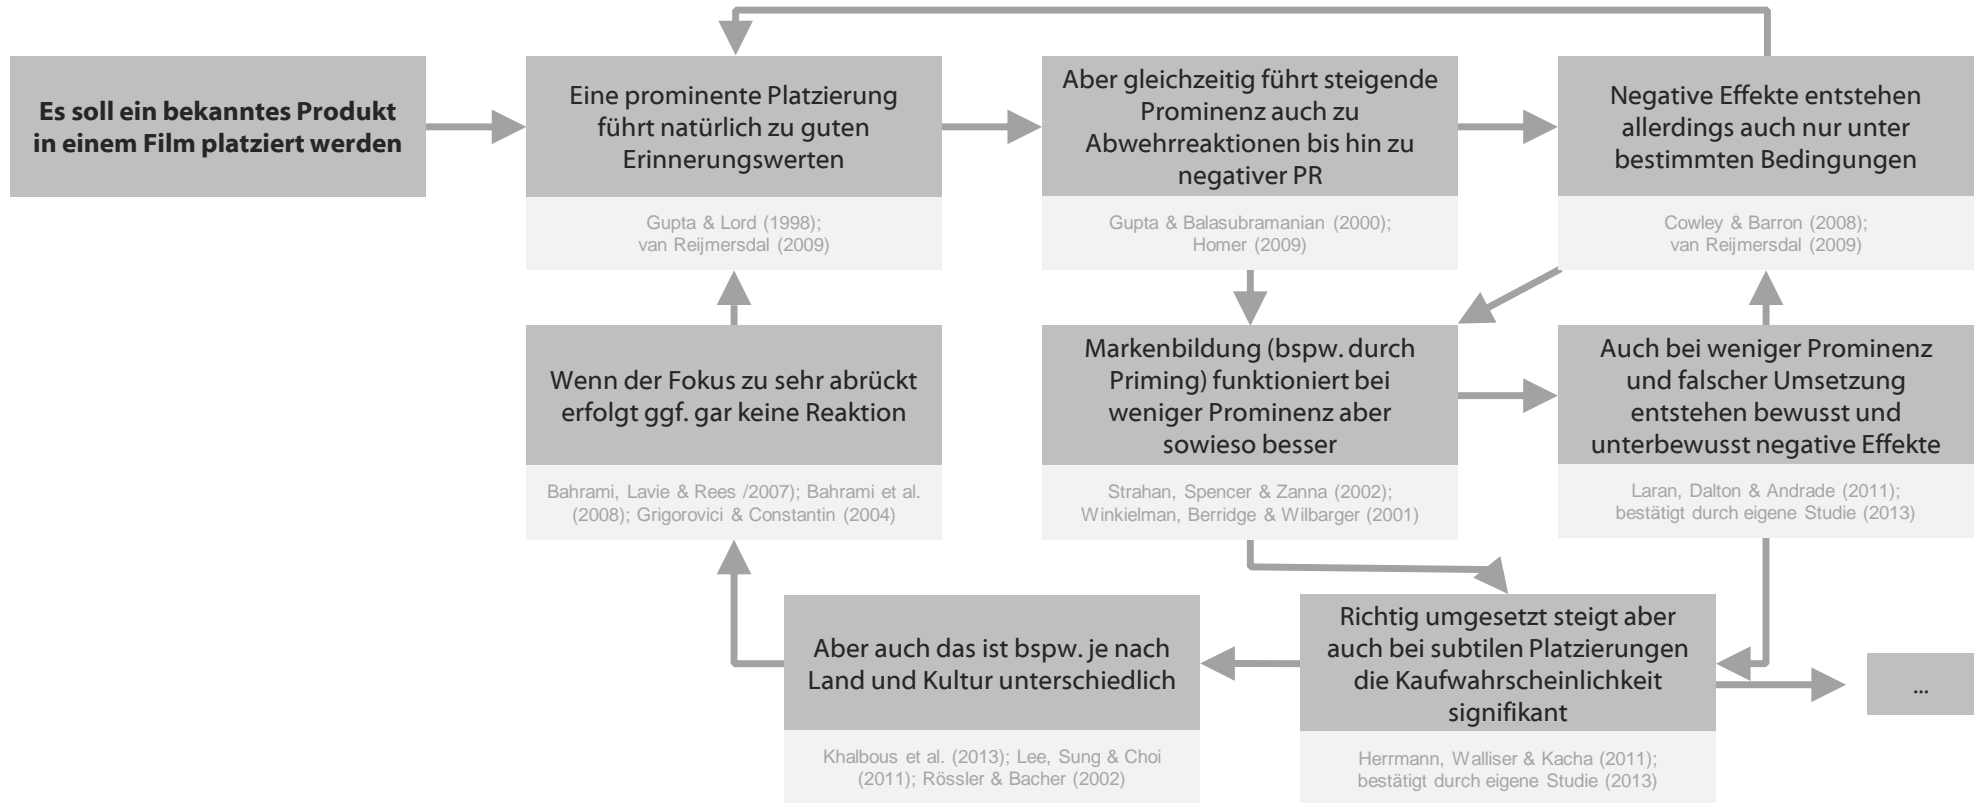 Es soll ein bekanntes Produkt
in einem Film platziert werden
Eine prominente Platzierung
führt natürlich zu guten
Erinnerungswerten
Gupta & Lord (1998);
van Reijmersdal (2009)
Aber gleichzeitig führt steigende
Prominenz auch zu
Abwehrreaktionen bis hin zu
negativer PR
Gupta & Balasubramanian (2000);
Homer (2009)
Negative Effekte entstehen
allerdings auch nur unter
bestimmten Bedingungen
Cowley & Barron (2008);
van Reijmersdal (2009)
Wenn der Fokus zu sehr abrückt
erfolgt ggf. gar keine Reaktion
Bahrami, Lavie & Rees /2007); Bahrami et al.
(2008); Grigorovici & Constantin (2004)
Markenbildung (bspw. durch
Priming) funktioniert bei
weniger Prominenz aber
sowieso besser
Strahan, Spencer & Zanna (2002);
Winkielman, Berridge & Wilbarger (2001)
Auch bei weniger Prominenz
und falscher Umsetzung
entstehen bewusst und
unterbewusst negative Effekte
Laran, Dalton & Andrade (2011);
bestätigt durch eigene Studie (2013)
Aber auch das ist bspw. je nach
Land und Kultur unterschiedlich
Khalbous et al. (2013); Lee, Sung & Choi
(2011); Rössler & Bacher (2002)
Richtig umgesetzt steigt aber
auch bei subtilen Platzierungen
die Kaufwahrscheinlichkeit
signifikant
Herrmann, Walliser & Kacha (2011);
bestätigt durch eigene Studie (2013)
...